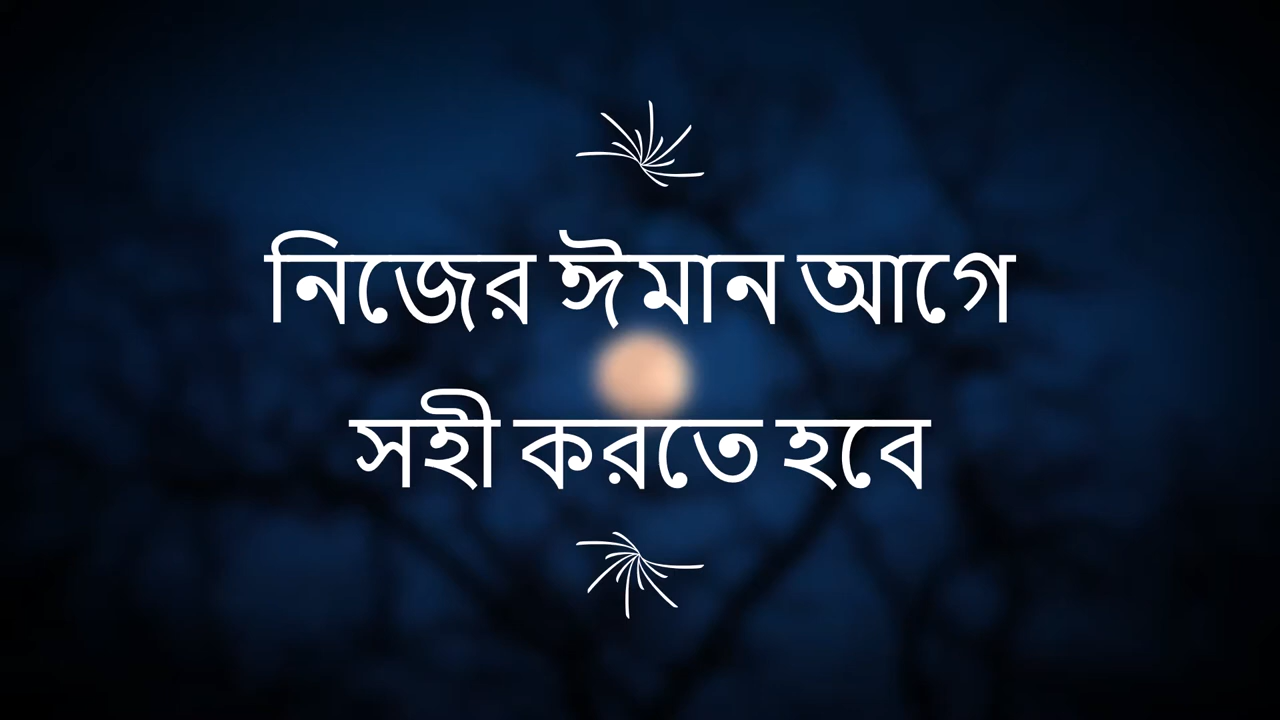 নিজের ঈমান আগে
সহী করতে হবে